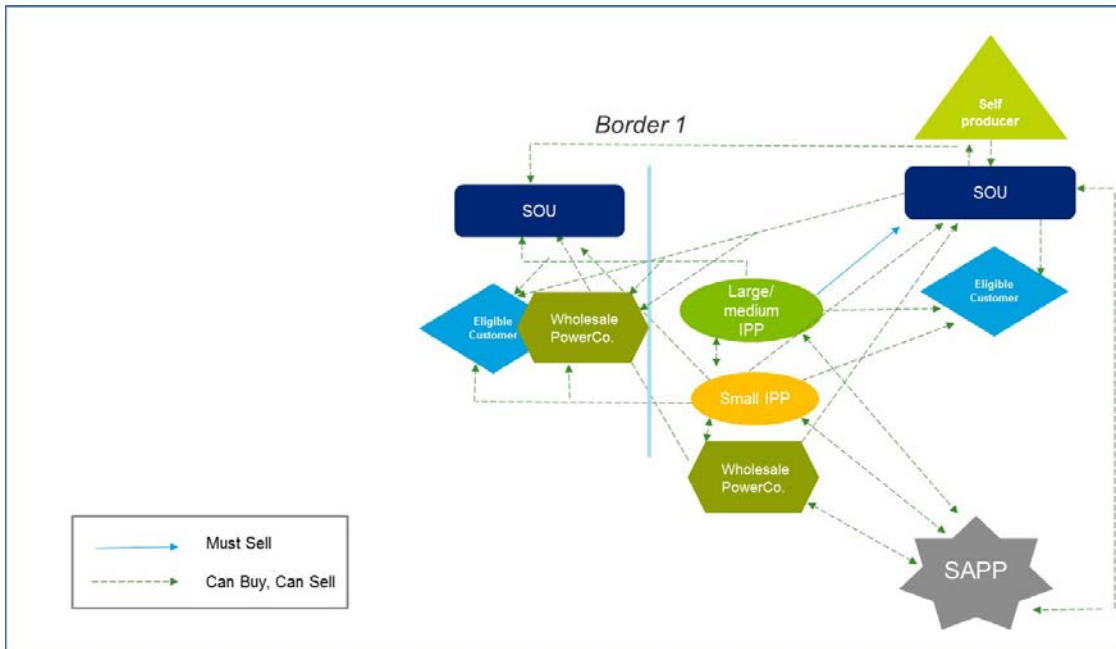 Self
producer
Border 1
SOU
SOU
Eligible
Customer
Wholesale
PowerCo.
Large/
medium
IPP
Eligible
Customer
Small IPP
Wholesale
PowerCo.
Must Sell
Can Buy, Can Sell
SAPP